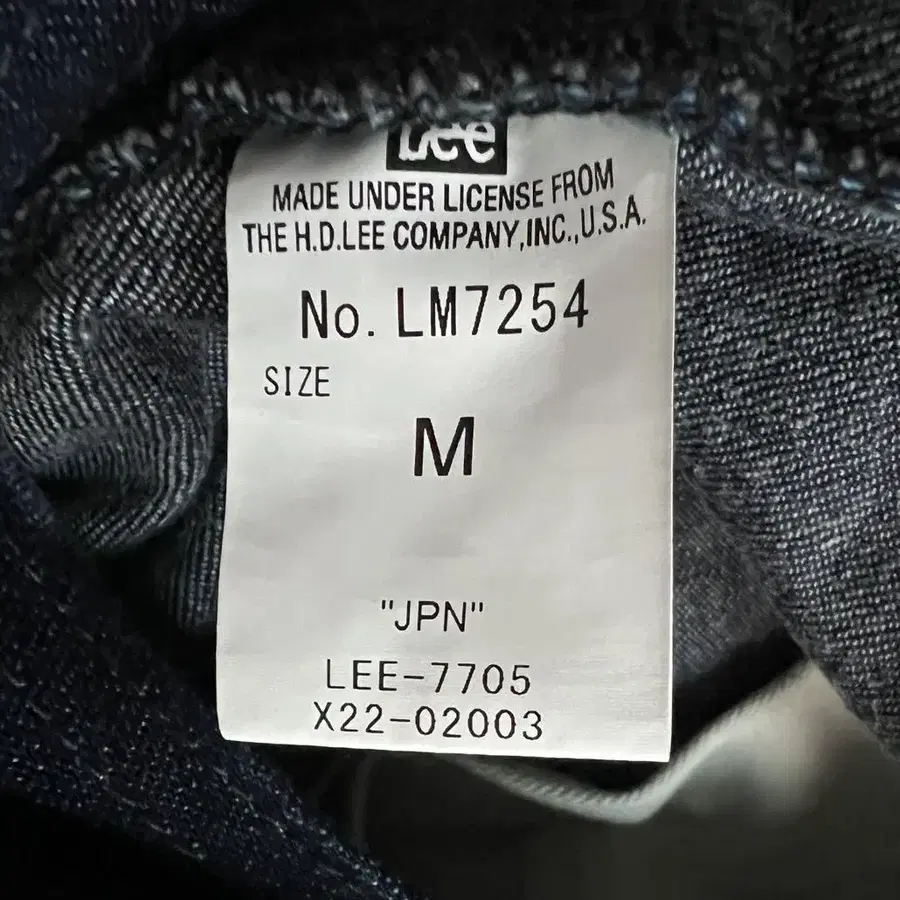 Lee
MADE UNDER LICENSE FROM
THE H.D.LEE COMPANY,INC.,U.S.A.
No. LM7254
SIZE
M
"JPN"
LEE-7705
X22-02003